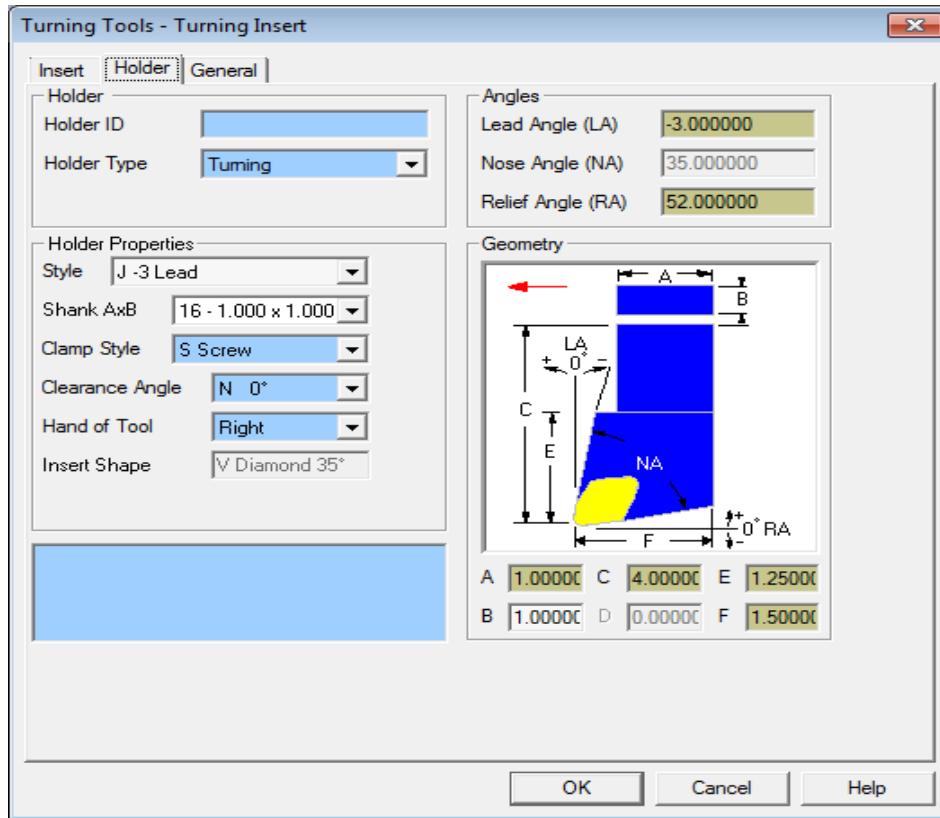 Turning Tools - Turning Insert
Insert Holder General
Holder
Holder ID
Holder Type Turning
Angles
Lead Angle (LA) -3.000000
Nose Angle (NA) 35.000000
Relief Angle (RA) 52.000000
Holder Properties
Style J -3 Lead
Shank AxB 16 - 1.000 x 1.000
Clamp Style S Screw
Clearance Angle N 0°
Hand of Tool Right
Insert Shape V Diamond 35°
Geometry
A
B
LA
+ 0° -
C
E
NA
+
0° RA
-
F
A 1.00000 C 4.00000 E 1.25000
B 1.00000 D 0.00000 F 1.50000
OK Cancel Help